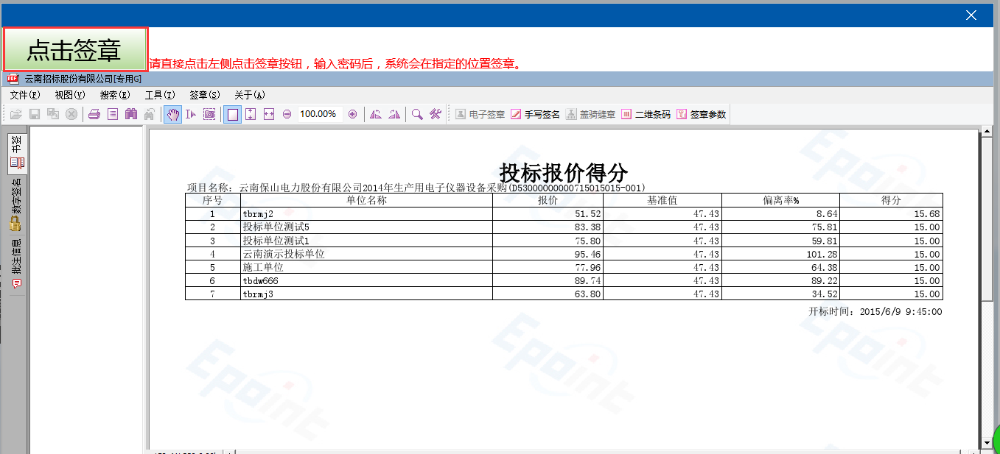 点击签章
请直接点击左侧点击签章按钮，输入密码后，系统会在指定的位置签章。
云南招标股份有限公司[专用G]
文件(F) 视图(V) 搜索(E) 工具(T) 签章(S) 关于(A)
100.00% 电子签章 手写签名 盖骑缝章 二维条码 签章参数
书签
数字签名
批注信息
投标报价得分
项目名称：云南保山电力股份有限公司2014年生产用电子仪器设备采购(D53000000000715015015-001)
序号 单位名称 报价 基准值 偏离率% 得分
1 tbrmj2 51.52 47.43 8.64 15.68
2 投标单位测试5 83.38 47.43 75.81 15.00
3 投标单位测试1 75.80 47.43 59.81 15.00
4 云南演示投标单位 95.46 47.43 101.28 15.00
5 施工单位 77.96 47.43 64.38 15.00
6 tbdw666 89.74 47.43 89.22 15.00
7 tbrmj3 63.80 47.43 34.52 15.00
开标时间：2015/6/9 9:45:00
Epoint
Epoint
Epoint
Epoint
Epoint
Epoint